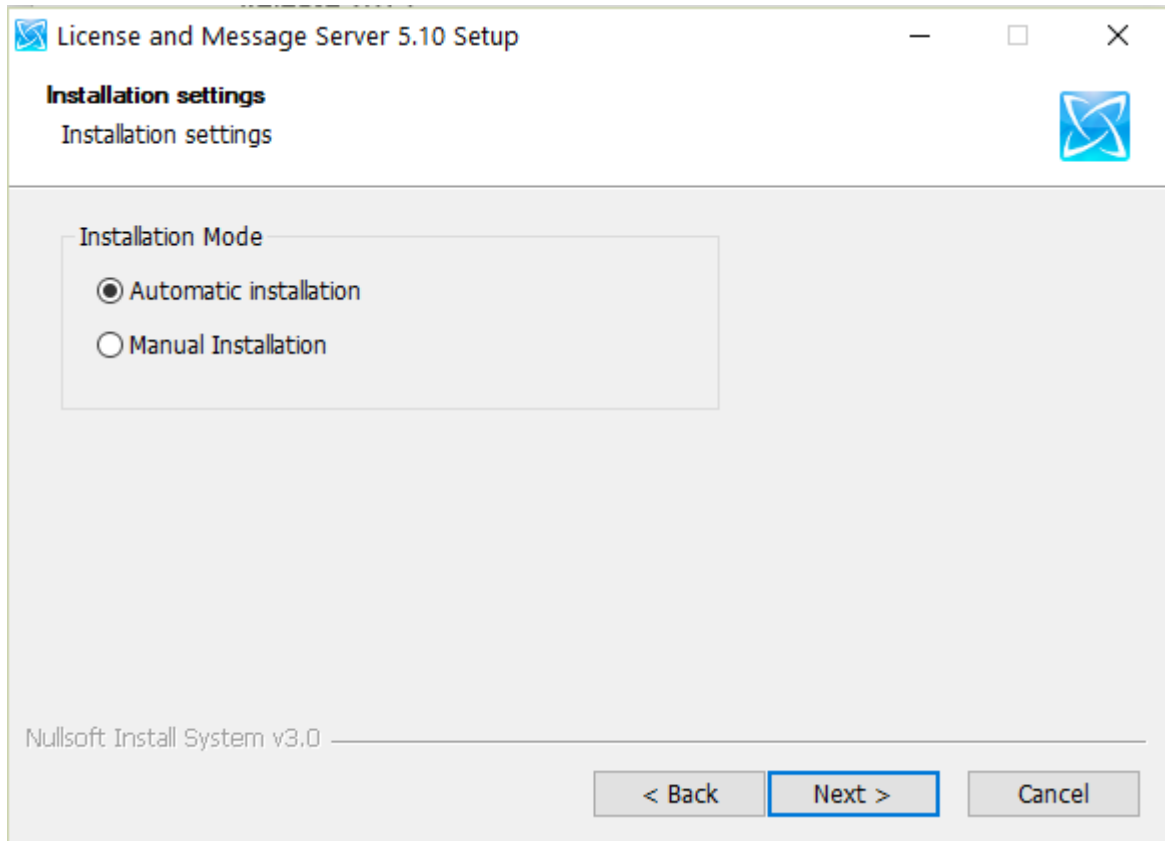 License and Message Server 5.10 Setup
Installation settings
Installation settings
Installation Mode
Automatic installation
Manual Installation
Nullsoft Install System v3.0
< Back
Next >
Cancel